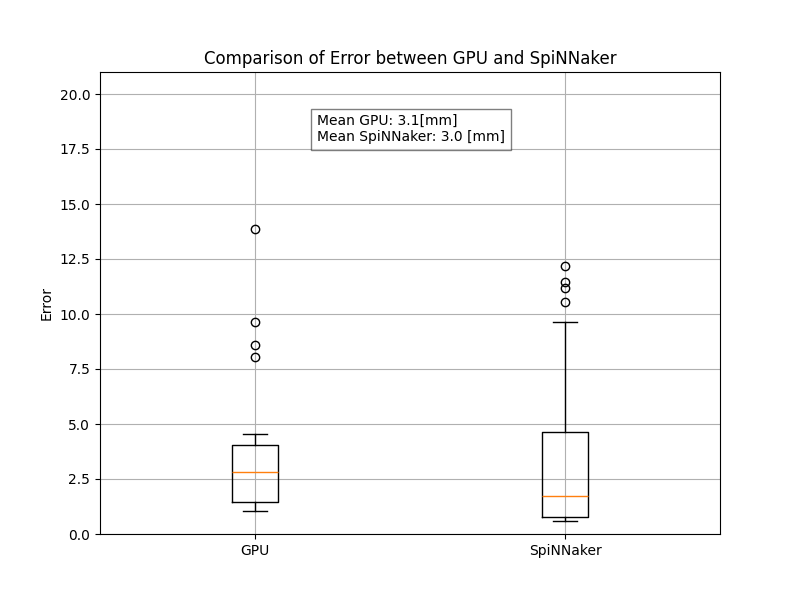 Comparison of Error between GPU and SpiNNaker
20.0
17.5
15.0
12.5
10.0
7.5
5.0
2.5
0.0
Error
Mean GPU: 3.1[mm]
Mean SpiNNaker: 3.0 [mm]
GPU
SpiNNaker